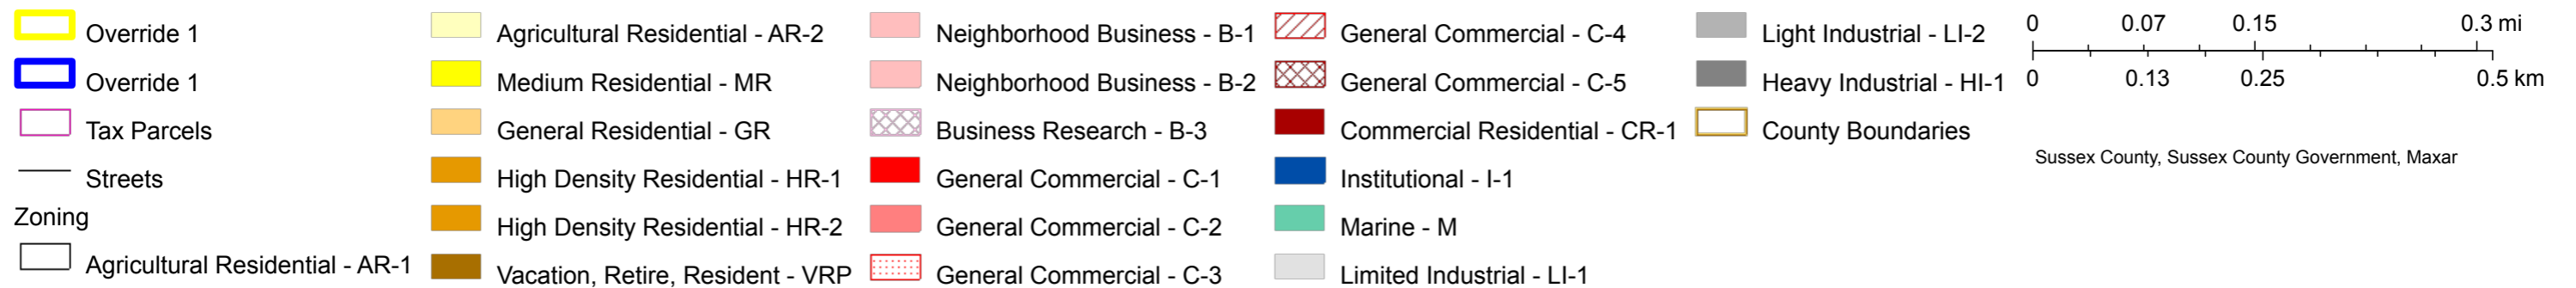 Override 1
Override 1
Tax Parcels
Streets
Zoning
Agricultural Residential - AR-1
Agricultural Residential - AR-2
Medium Residential - MR
General Residential - GR
High Density Residential - HR-1
High Density Residential - HR-2
Vacation, Retire, Resident - VRP
Neighborhood Business - B-1
Neighborhood Business - B-2
Business Research - B-3
General Commercial - C-1
General Commercial - C-2
General Commercial - C-3
General Commercial - C-4
General Commercial - C-5
Commercial Residential - CR-1
Institutional - I-1
Marine - M
Limited Industrial - LI-1
Light Industrial - LI-2
Heavy Industrial - HI-1
County Boundaries
0 0.07 0.15 0.3 mi
0 0.13 0.25 0.5 km
Sussex County, Sussex County Government, Maxar